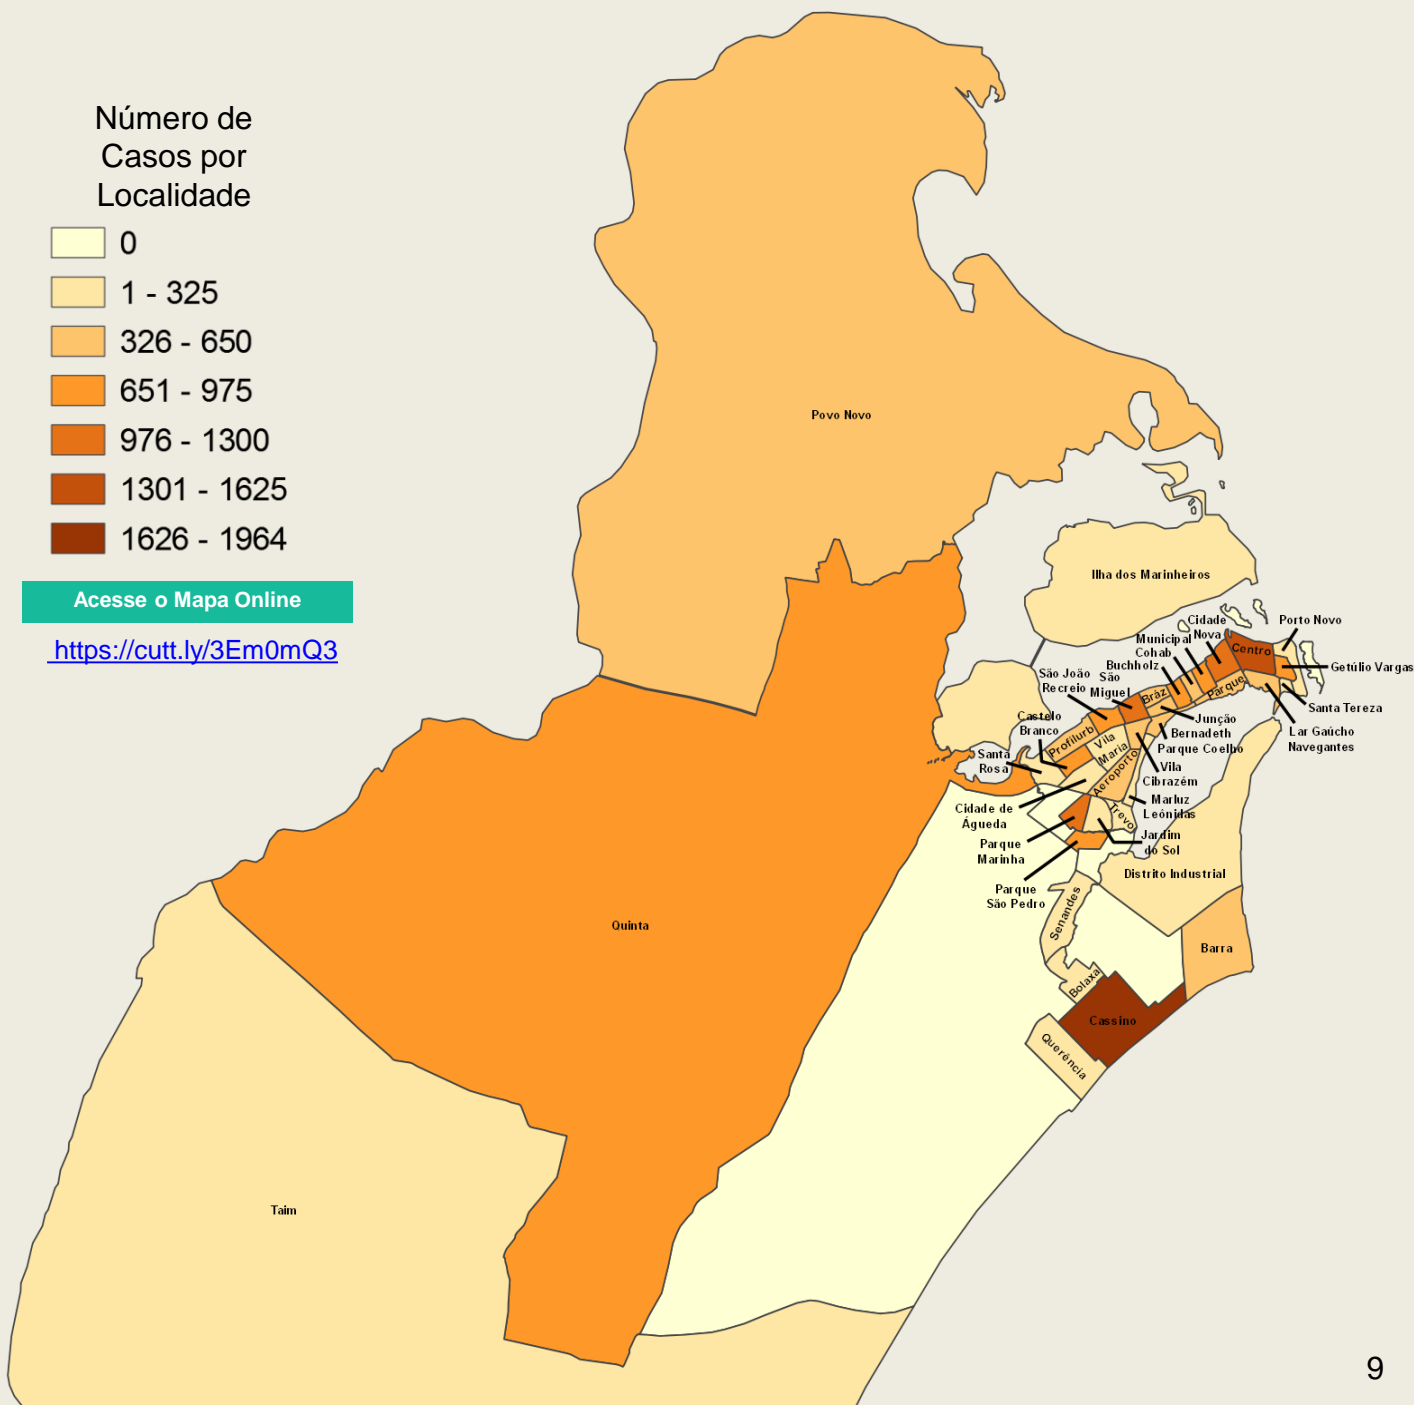 Número de
Casos por
Localidade
0
1 - 325
326 - 650
651 - 975
976 - 1300
1301 - 1625
1626 - 1964
Acesse o Mapa Online
https://cutt.ly/3Em0mQ3
Povo Novo
Ilha dos Marinheiros
Cidade
Nova
Porto Novo
Municipal
Cohab
Centro
Getúlio Vargas
Buchholz
São João
Recreio
São
Miguel
Bráz
Parque
Santa Tereza
Castelo
Branco
Junção
Bernadeth
Parque Coelho
Lar Gaúcho
Navegantes
Profilurb
Vila
Maria
Santa
Rosa
Aeroporto
Vila
Cibrazém
Cidade de
Águeda
Marluz
Leônidas
Trevo
Parque
Marinha
Jardim
do Sol
Parque
São Pedro
Distrito Industrial
Senandes
Quinta
Barra
Bolaxa
Cassino
Querência
Taim
9